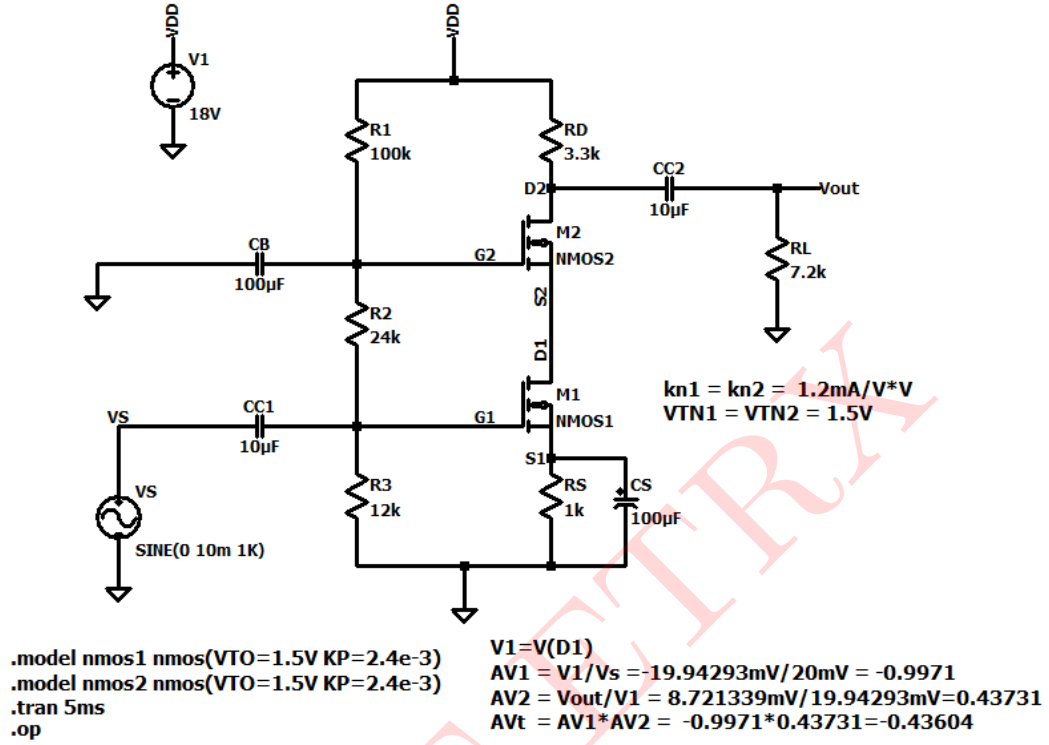 VDD
V1
18V
VDD
R1
100k
RD
3.3k
D2
CC2
10µF
Vout
RL
7.2k
M2
NMOS2
G2
CB
100µF
S2
R2
24k
D1
M1
NMOS1
G1
kn1 = kn2 = 1.2mA/V*V
VTN1 = VTN2 = 1.5V
VS
CC1
10µF
S1
R3
12k
RS
1k
CS
100µF
VS
SINE(0 10m 1K)
.model nmos1 nmos(VTO=1.5V KP=2.4e-3)
.model nmos2 nmos(VTO=1.5V KP=2.4e-3)
.tran 5ms
.op
V1=V(D1)
AV1 = V1/Vs =-19.94293mV/20mV = -0.9971
AV2 = Vout/V1 = 8.721339mV/19.94293mV=0.43731
AVt = AV1*AV2 = -0.9971*0.43731=-0.43604
ETRX